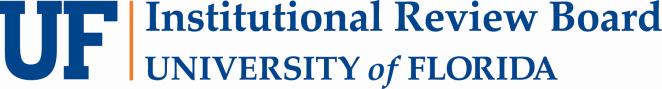 UF
Institutional Review Board
UNIVERSITY of FLORIDA